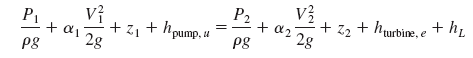 P₁/ρg + α₁ V₁²/2g + z₁ + h_pump, u = P₂/ρg + α₂ V₂²/2g + z₂ + h_turbine, e + h_L